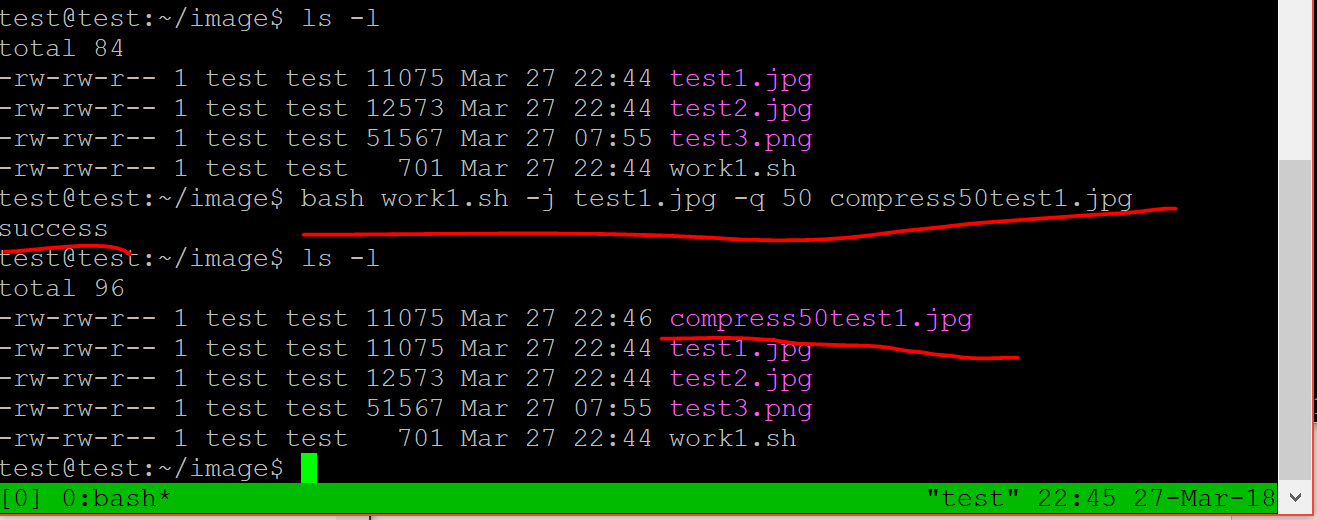 test@test:~/image$ ls -l
total 84
-rw-rw-r-- 1 test test 11075 Mar 27 22:44 test1.jpg
-rw-rw-r-- 1 test test 12573 Mar 27 22:44 test2.jpg
-rw-rw-r-- 1 test test 51567 Mar 27 07:55 test3.png
-rw-rw-r-- 1 test test   701 Mar 27 22:44 work1.sh
test@test:~/image$ bash work1.sh -j test1.jpg -q 50 compress50test1.jpg
success
test@test:~/image$ ls -l
total 96
-rw-rw-r-- 1 test test 11075 Mar 27 22:46 compress50test1.jpg
-rw-rw-r-- 1 test test 11075 Mar 27 22:44 test1.jpg
-rw-rw-r-- 1 test test 12573 Mar 27 22:44 test2.jpg
-rw-rw-r-- 1 test test 51567 Mar 27 07:55 test3.png
-rw-rw-r-- 1 test test   701 Mar 27 22:44 work1.sh
test@test:~/image$
[0] 0:bash* "test" 22:45 27-Mar-18